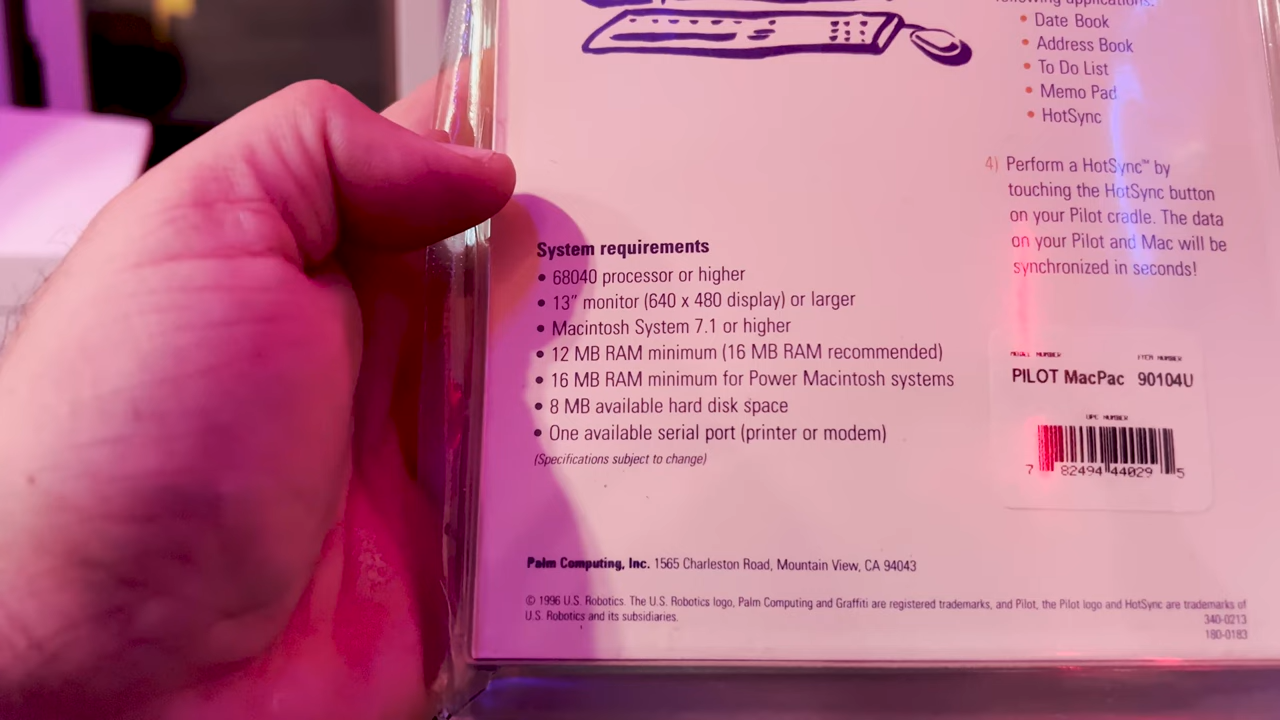 following applications:
• Date Book
• Address Book
• To Do List
• Memo Pad
• HotSync
4) Perform a HotSync™ by
touching the HotSync button
on your Pilot cradle. The data
on your Pilot and Mac will be
synchronized in seconds!
System requirements
• 68040 processor or higher
• 13" monitor (640 x 480 display) or larger
• Macintosh System 7.1 or higher
• 12 MB RAM minimum (16 MB RAM recommended)
• 16 MB RAM minimum for Power Macintosh systems
• 8 MB available hard disk space
• One available serial port (printer or modem)
(Specifications subject to change)
MODEL NUMBER ITEM NUMBER
PILOT MacPac 90104U
UPC NUMBER
7 82494 44029 5
Palm Computing, Inc. 1565 Charleston Road, Mountain View, CA 94043
© 1996 U.S. Robotics. The U.S. Robotics logo, Palm Computing and Graffiti are registered trademarks, and Pilot, the Pilot logo and HotSync are trademarks of
U.S. Robotics and its subsidiaries.
340-0213
180-0183